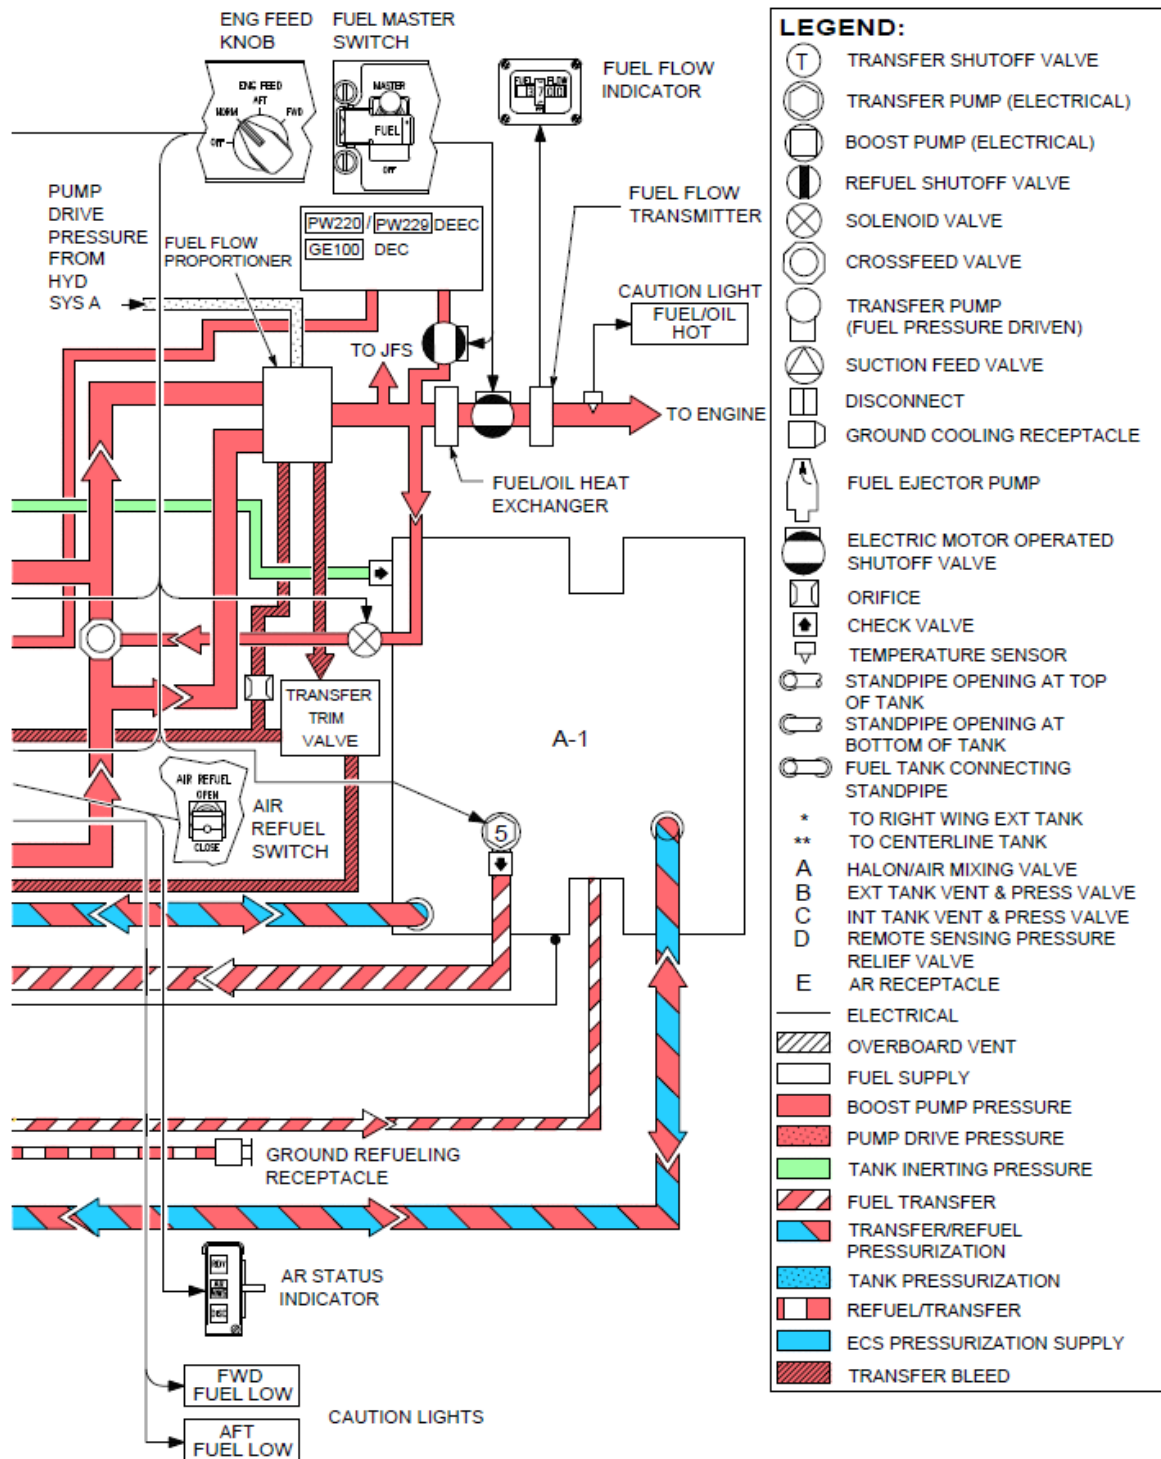 ENG FEED
KNOB
FUEL MASTER
SWITCH
ENG FEED
AFT
NORM
FWD
OFF
MASTER
FUEL
OFF
FUEL FLOW
FUEL FLOW
INDICATOR
PUMP
DRIVE
PRESSURE
FROM
HYD
SYS A
FUEL FLOW
PROPORTIONER
PW220 / PW229 DEEC
GE100 DEC
FUEL FLOW
TRANSMITTER
CAUTION LIGHT
FUEL/OIL
HOT
TO JFS
TO ENGINE
FUEL/OIL HEAT
EXCHANGER
TRANSFER
TRIM
VALVE
A-1
AIR REFUEL
OPEN
CLOSE
AIR
REFUEL
SWITCH
5
GROUND REFUELING
RECEPTACLE
RDY
DISC
AR STATUS
INDICATOR
FWD
FUEL LOW
AFT
FUEL LOW
CAUTION LIGHTS
LEGEND:
T TRANSFER SHUTOFF VALVE
TRANSFER PUMP (ELECTRICAL)
BOOST PUMP (ELECTRICAL)
REFUEL SHUTOFF VALVE
SOLENOID VALVE
CROSSFEED VALVE
TRANSFER PUMP
(FUEL PRESSURE DRIVEN)
SUCTION FEED VALVE
DISCONNECT
GROUND COOLING RECEPTACLE
FUEL EJECTOR PUMP
ELECTRIC MOTOR OPERATED
SHUTOFF VALVE
ORIFICE
CHECK VALVE
TEMPERATURE SENSOR
STANDPIPE OPENING AT TOP
OF TANK
STANDPIPE OPENING AT
BOTTOM OF TANK
FUEL TANK CONNECTING
STANDPIPE
* TO RIGHT WING EXT TANK
** TO CENTERLINE TANK
A HALON/AIR MIXING VALVE
B EXT TANK VENT & PRESS VALVE
C INT TANK VENT & PRESS VALVE
D REMOTE SENSING PRESSURE
RELIEF VALVE
E AR RECEPTACLE
ELECTRICAL
OVERBOARD VENT
FUEL SUPPLY
BOOST PUMP PRESSURE
PUMP DRIVE PRESSURE
TANK INERTING PRESSURE
FUEL TRANSFER
TRANSFER/REFUEL
PRESSURIZATION
TANK PRESSURIZATION
REFUEL/TRANSFER
ECS PRESSURIZATION SUPPLY
TRANSFER BLEED